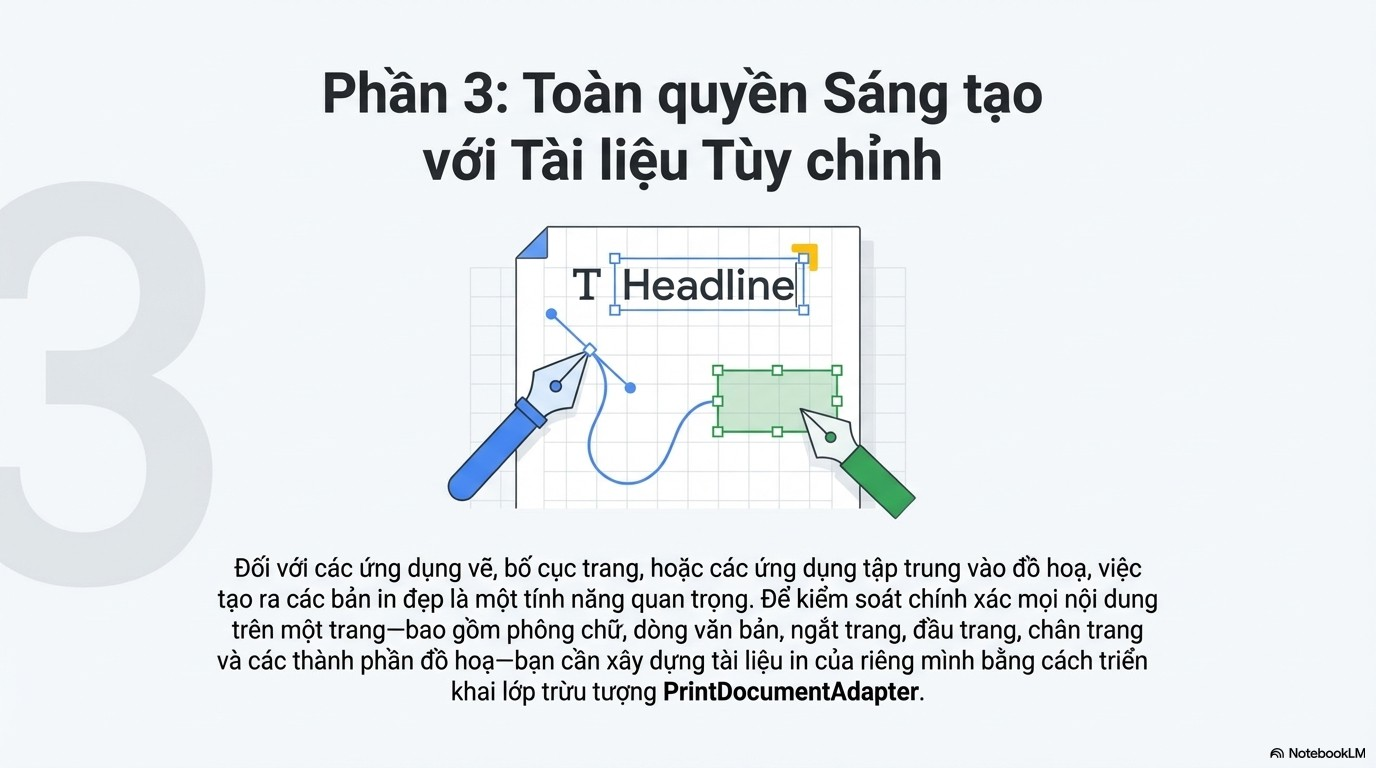 3
Phần 3: Toàn quyền Sáng tạo
với Tài liệu Tùy chỉnh
T Headline
Đối với các ứng dụng vẽ, bố cục trang, hoặc các ứng dụng tập trung vào đồ hoạ, việc
tạo ra các bản in đẹp là một tính năng quan trọng. Để kiểm soát chính xác mọi nội dung
trên một trang—bao gồm phông chữ, dòng văn bản, ngắt trang, đầu trang, chân trang
và các thành phần đồ hoạ—bạn cần xây dựng tài liệu in của riêng mình bằng cách triển
khai lớp trừu tượng PrintDocumentAdapter.
NotebookLM